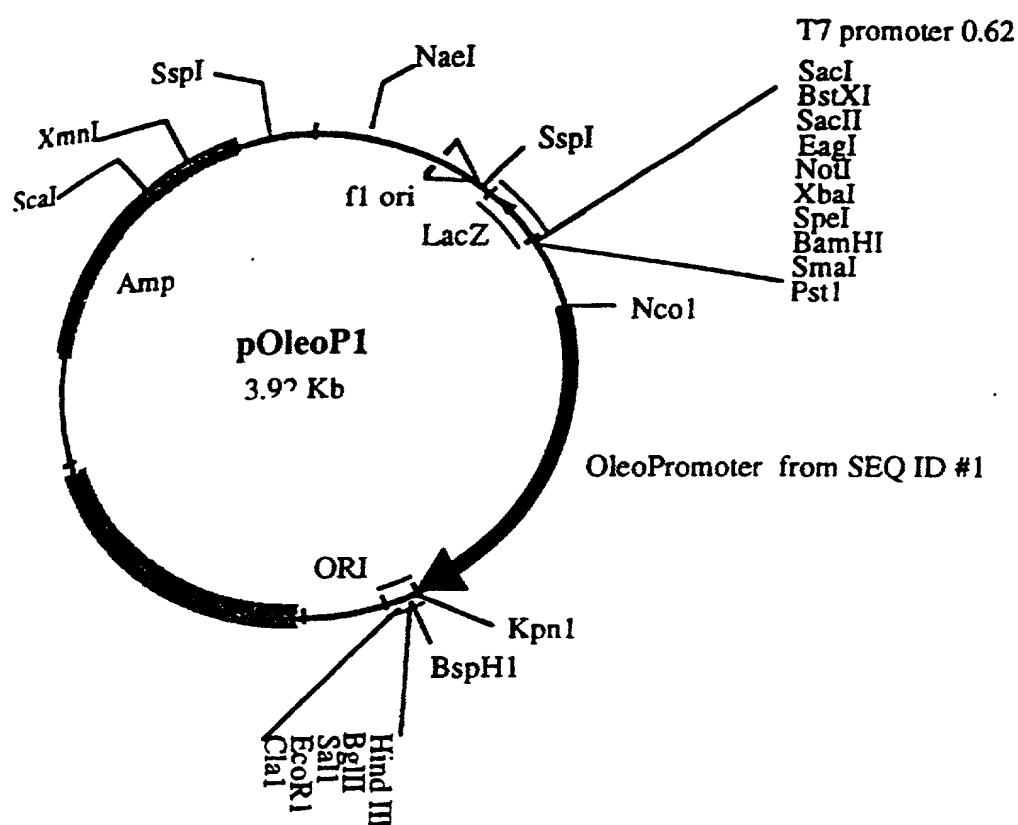 T7 promoter 0.62
SacI
BstXI
SacII
EagI
NotI
XbaI
SpeI
BamHI
SmaI
Pst1
NaeI
SspI
XmnI
ScaI
SspI
f1 ori
LacZ
Amp
Nco1
pOleoP1
Kb
OleoPromoter from SEQ ID #1
ORI
Kpn1
BspH1
Hind III
BglII
Sal1
EcoR1
Cla1